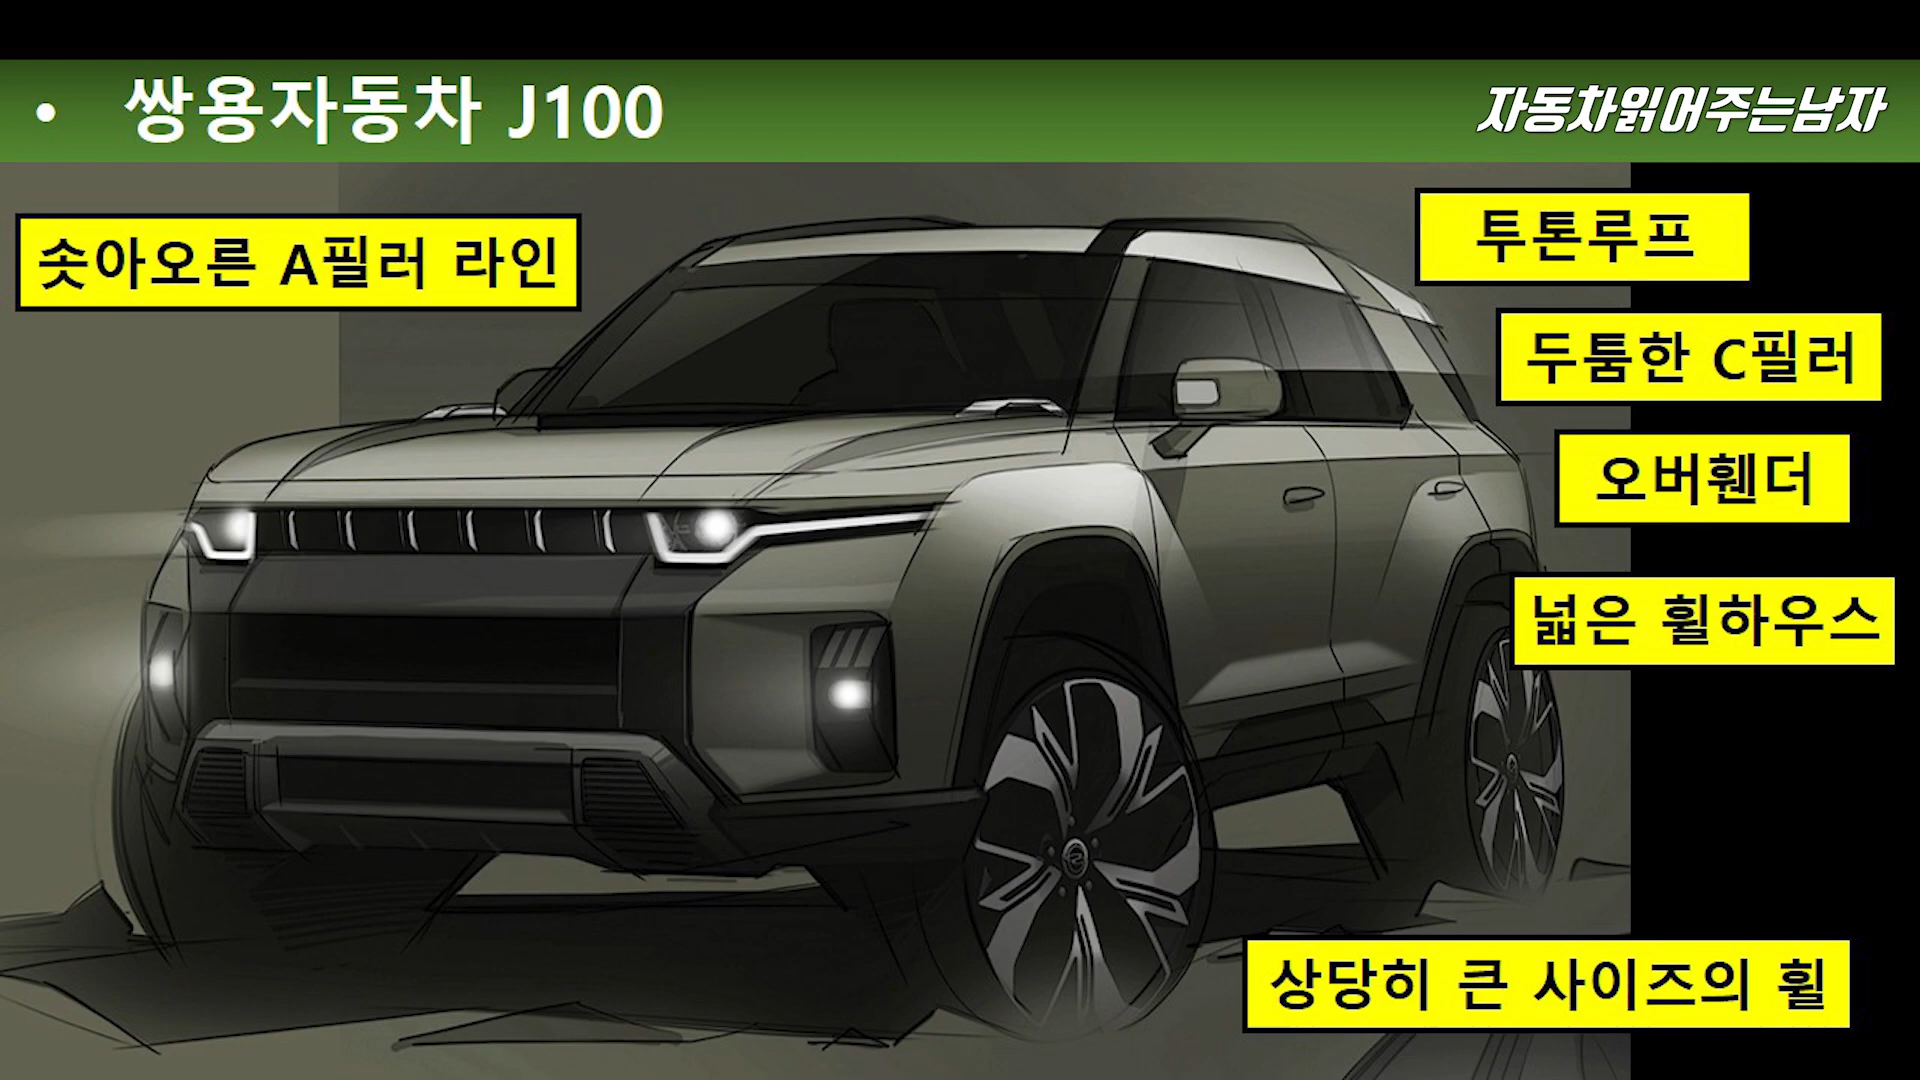 • 쌍용자동차 J100
자동차읽어주는남자
솟아오른 A필러 라인
투톤루프
두툼한 C필러
오버휀더
넓은 휠하우스
상당히 큰 사이즈의 휠